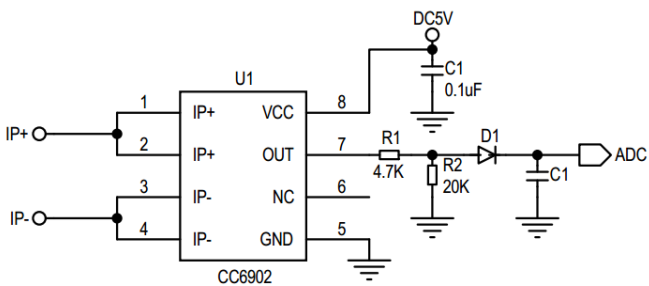 DC5V
U1
C1
0.1uF
1 IP+ VCC 8
IP+ 2 IP+ OUT 7 R1 D1 ADC
4.7K R2 C1
20K
3 IP- NC 6
IP- 4 IP- GND 5
CC6902